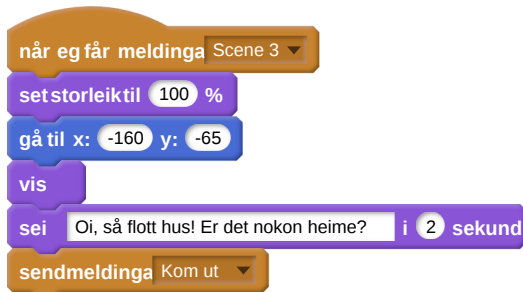 når eg får meldinga Scene 3
set storleik til 100 %
gå til x: -160 y: -65
vis
sei Oi, så flott hus! Er det nokon heime? i 2 sekund
send meldinga Kom ut